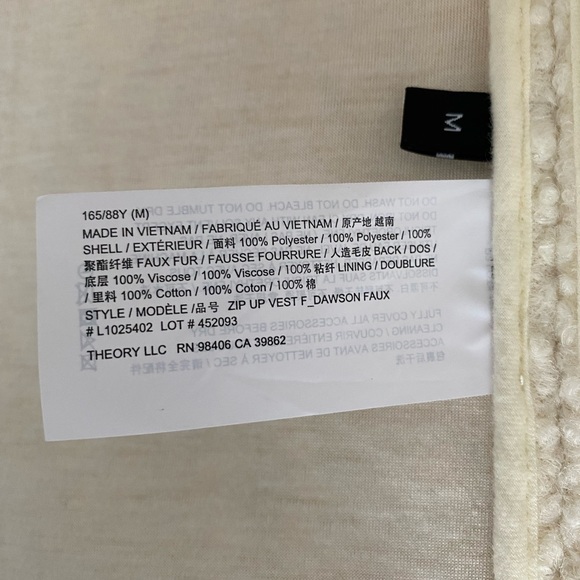 M
165/88Y (M)
MADE IN VIETNAM / FABRIQUÉ AU VIETNAM / 原产地 越南
SHELL / EXTÉRIEUR / 面料 100% Polyester / 100% Polyester / 100%
聚酯纤维 FAUX FUR / FAUSSE FOURRURE / 人造毛皮 BACK / DOS /
底层 100% Viscose / 100% Viscose / 100% 粘纤 LINING / DOUBLURE
/ 里料 100% Cotton / 100% Coton / 100% 棉
STYLE / MODÈLE /品号 ZIP UP VEST F_DAWSON FAUX
# L1025402 LOT # 452093
THEORY LLC RN 98406 CA 39862